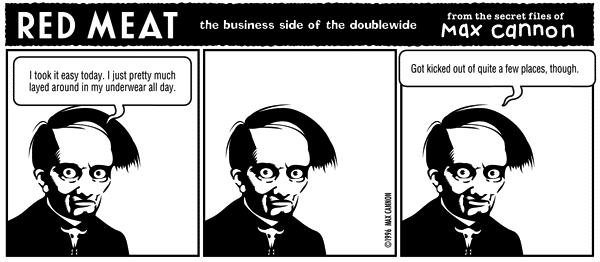 RED MEAT
the business side of the doublewide
from the secret files of
Max cannon
I took it easy today. I just pretty much
layed around in my underwear all day.
©1996 MAX CANNON
Got kicked out of quite a few places, though.